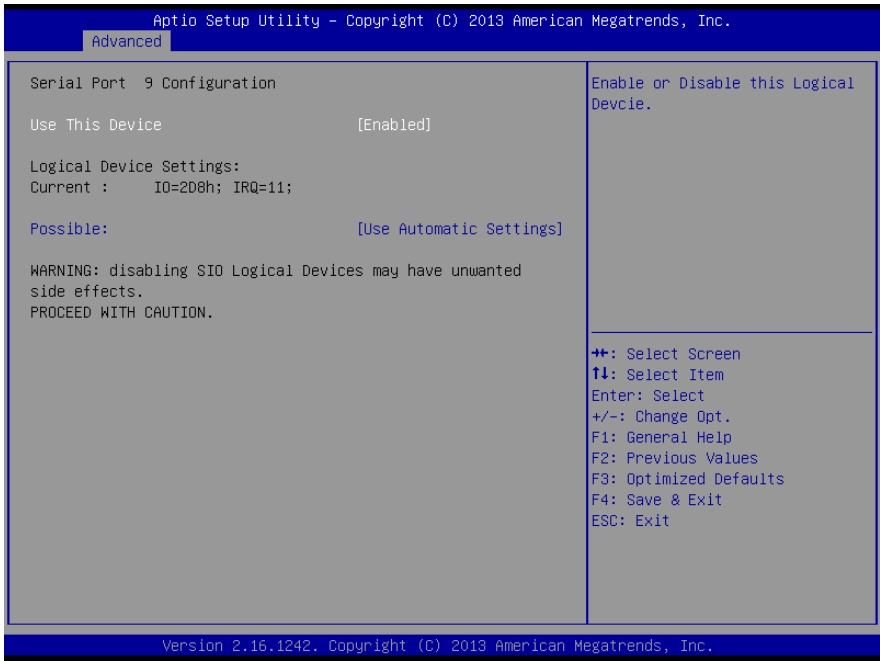 Aptio Setup Utility – Copyright (C) 2013 American Megatrends, Inc.
Advanced
Serial Port  9 Configuration
Use This Device [Enabled]
Logical Device Settings:
Current : IO=2D8h; IRQ=11;
Possible: [Use Automatic Settings]
WARNING: disabling SIO Logical Devices may have unwanted
side effects.
PROCEED WITH CAUTION.
Enable or Disable this Logical
Devcie.
→←: Select Screen
↑↓: Select Item
Enter: Select
+/-: Change Opt.
F1: General Help
F2: Previous Values
F3: Optimized Defaults
F4: Save & Exit
ESC: Exit
Version 2.16.1242. Copyright (C) 2013 American Megatrends, Inc.